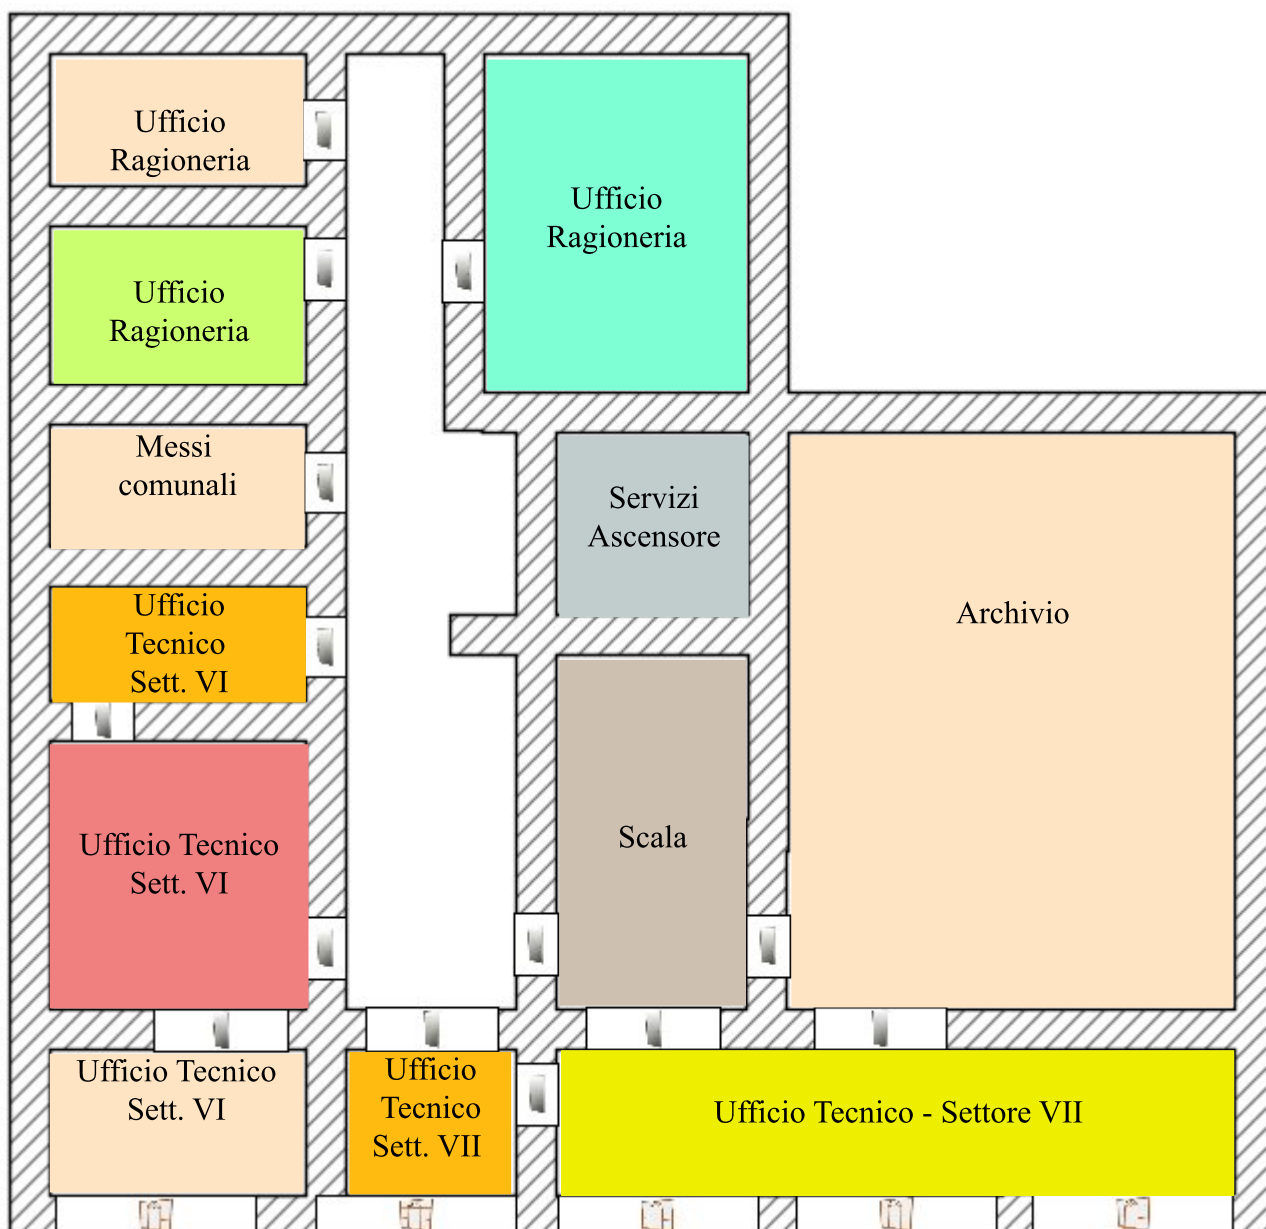 Ufficio
Ragioneria
Ufficio
Ragioneria
Ufficio
Ragioneria
Messi
comunali
Servizi
Ascensore
Archivio
Ufficio
Tecnico
Sett. VI
Ufficio Tecnico
Sett. VI
Scala
Ufficio Tecnico
Sett. VI
Ufficio
Tecnico
Sett. VII
Ufficio Tecnico - Settore VII